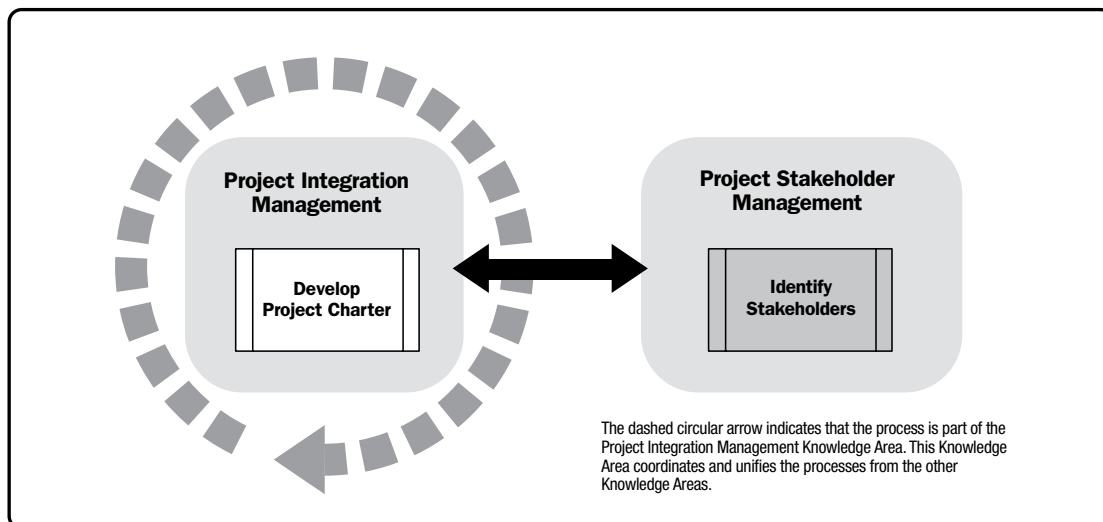 Project Integration
Management
Develop
Project Charter
Project Stakeholder
Management
Identify
Stakeholders
The dashed circular arrow indicates that the process is part of the
Project Integration Management Knowledge Area. This Knowledge
Area coordinates and unifies the processes from the other
Knowledge Areas.